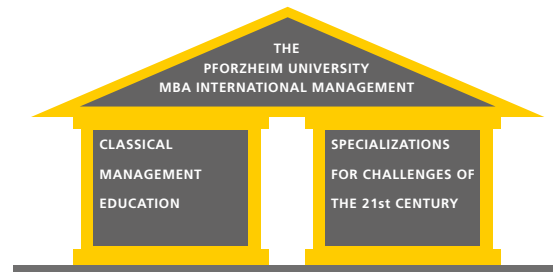 THE
PFORZHEIM UNIVERSITY
MBA INTERNATIONAL MANAGEMENT
CLASSICAL
MANAGEMENT
EDUCATION
SPECIALIZATIONS
FOR CHALLENGES OF
THE 21st CENTURY